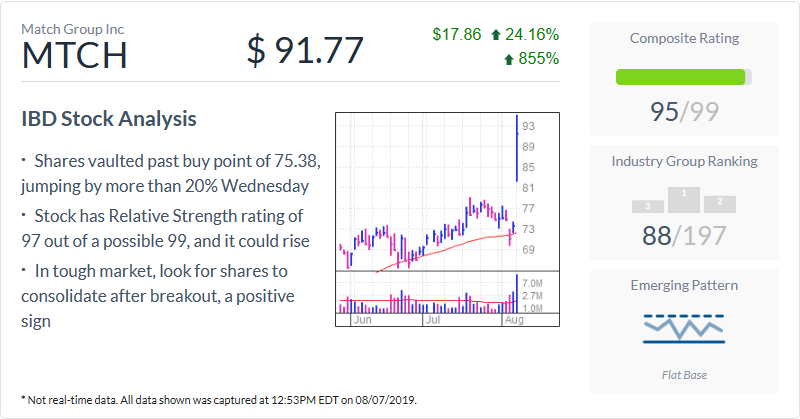 Match Group Inc
MTCH
$ 91.77
$17.86 24.16%
855%
IBD Stock Analysis
· Shares vaulted past buy point of 75.38,
jumping by more than 20% Wednesday
· Stock has Relative Strength rating of
97 out of a possible 99, and it could rise
· In tough market, look for shares to
consolidate after breakout, a positive
sign
93
89
85
81
77
73
69
7.0M
2.7M
1.0M
Jun Jul Aug
Composite Rating
95/99
Industry Group Ranking
3 1 2
88/197
Emerging Pattern
Flat Base
* Not real-time data. All data shown was captured at 12:53PM EDT on 08/07/2019.